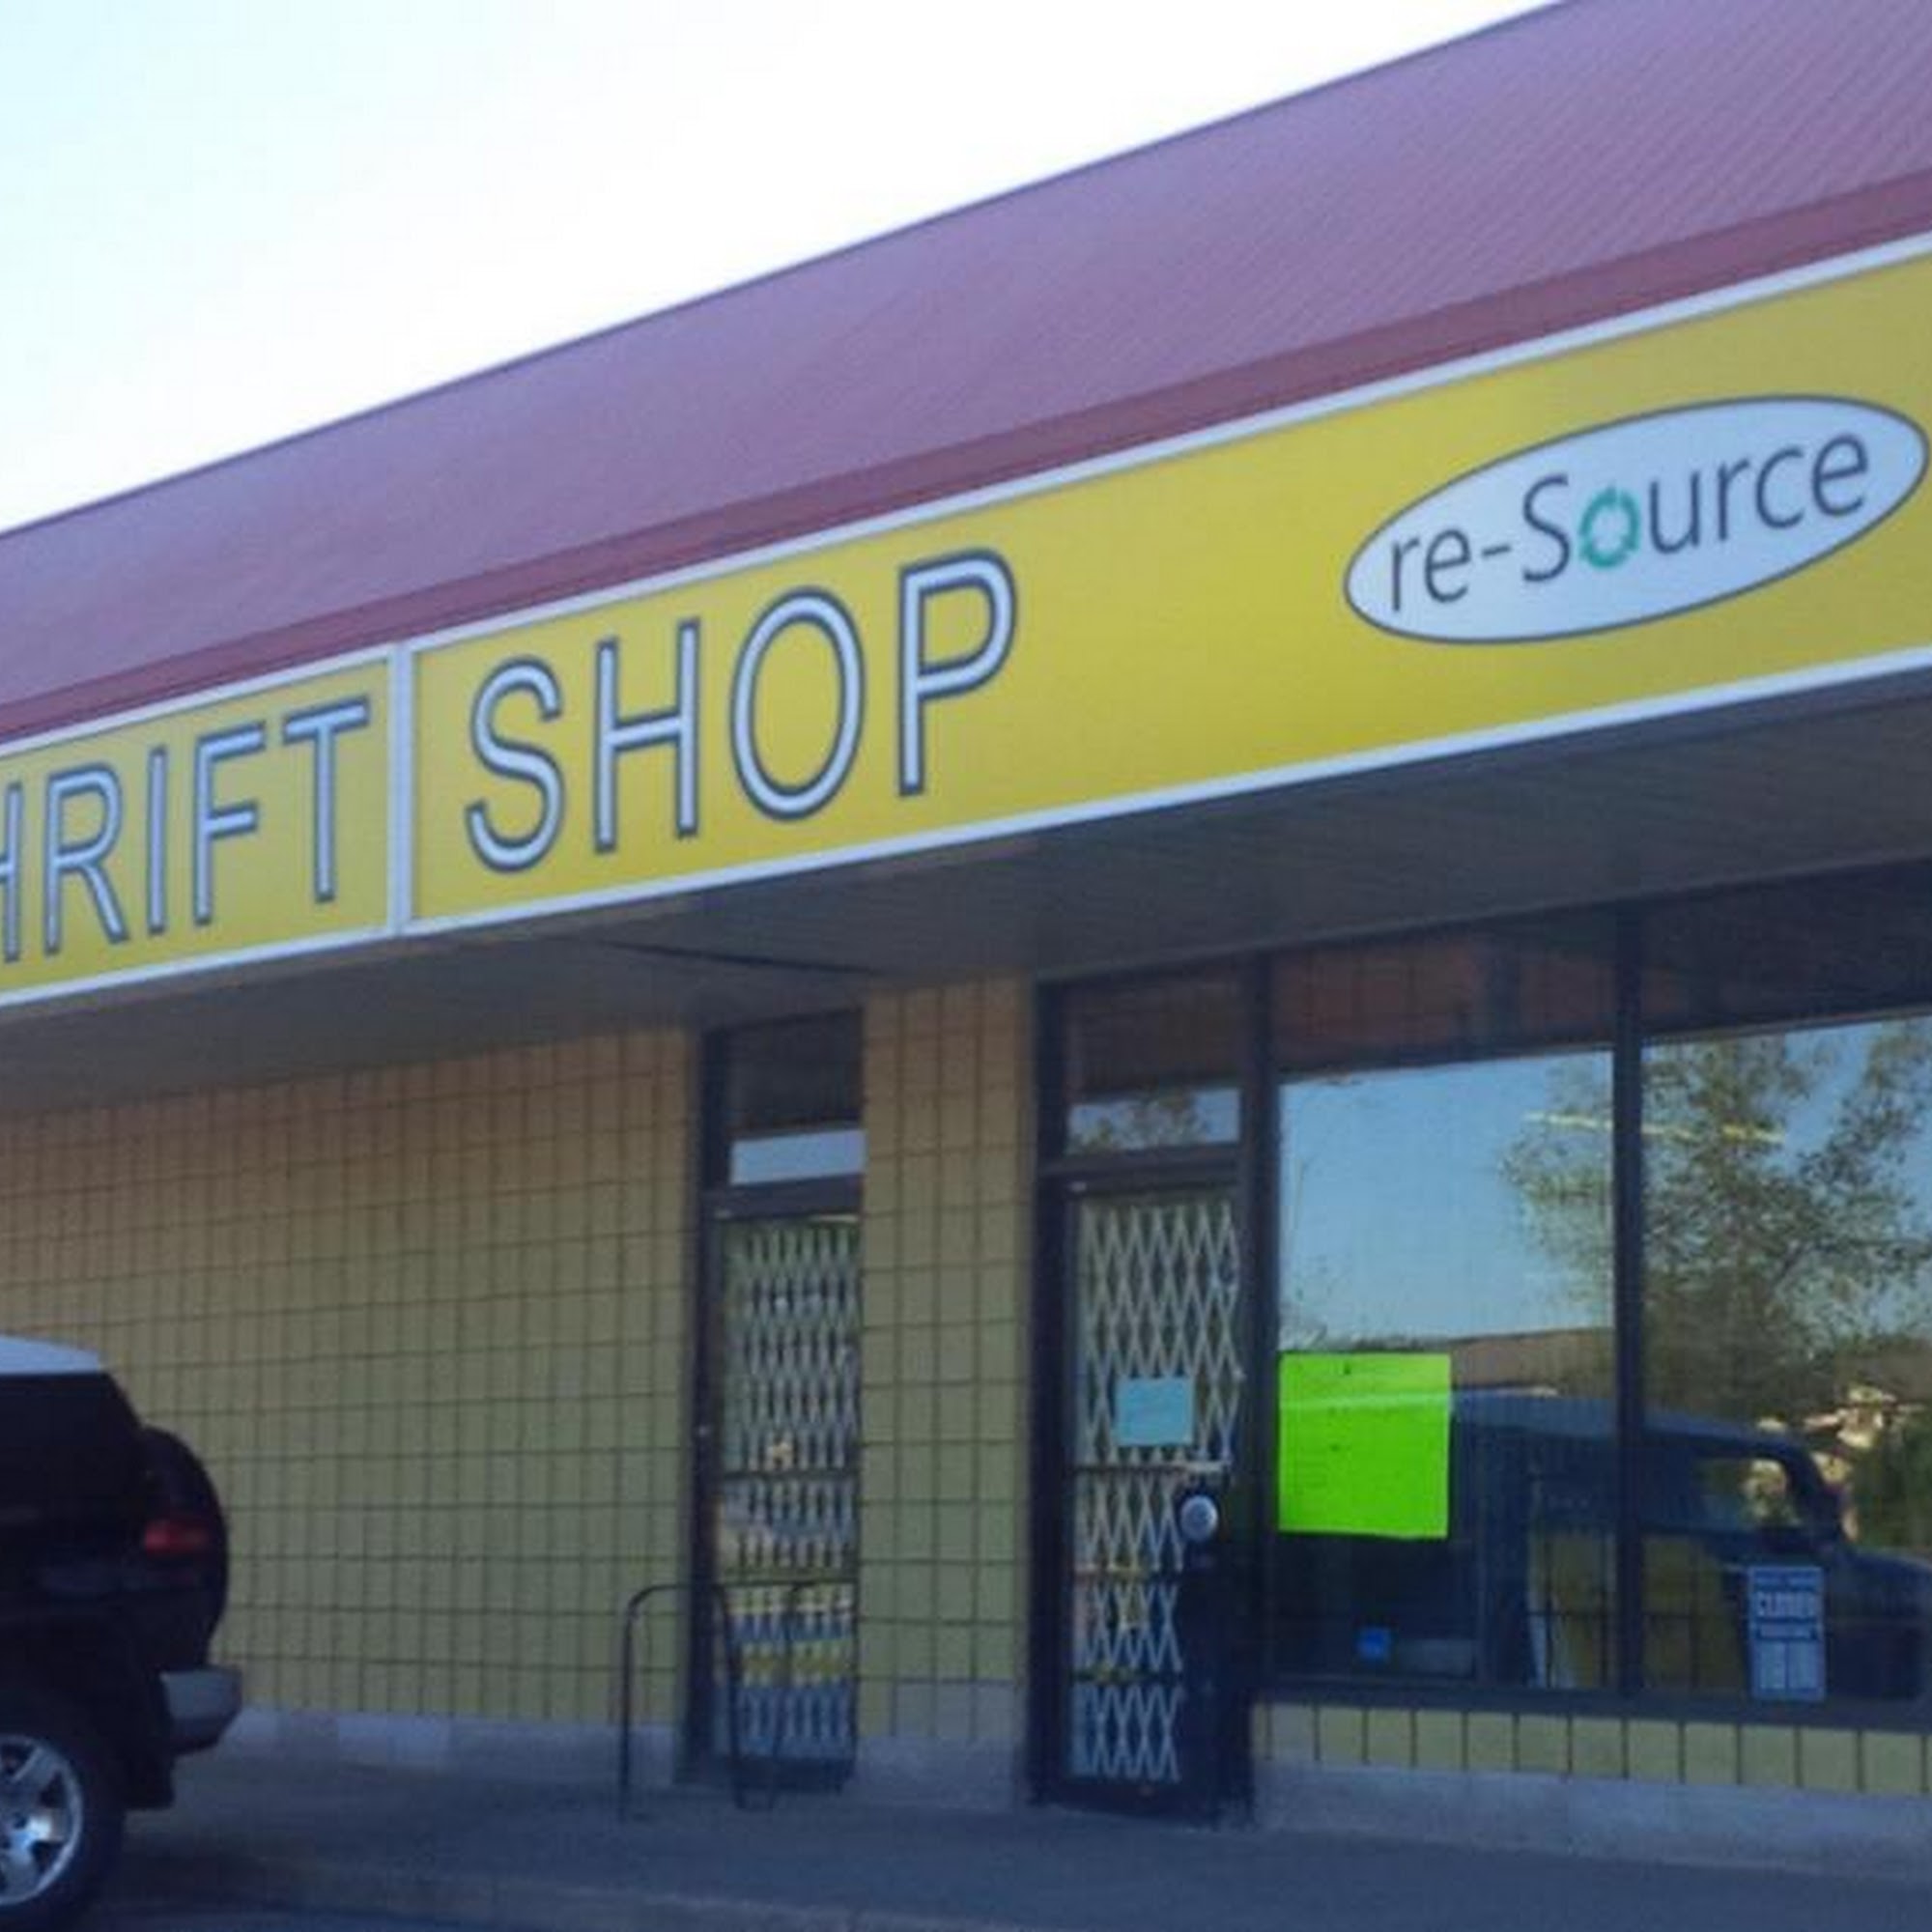 HRIFT SHOP
re-Source
CLOSED